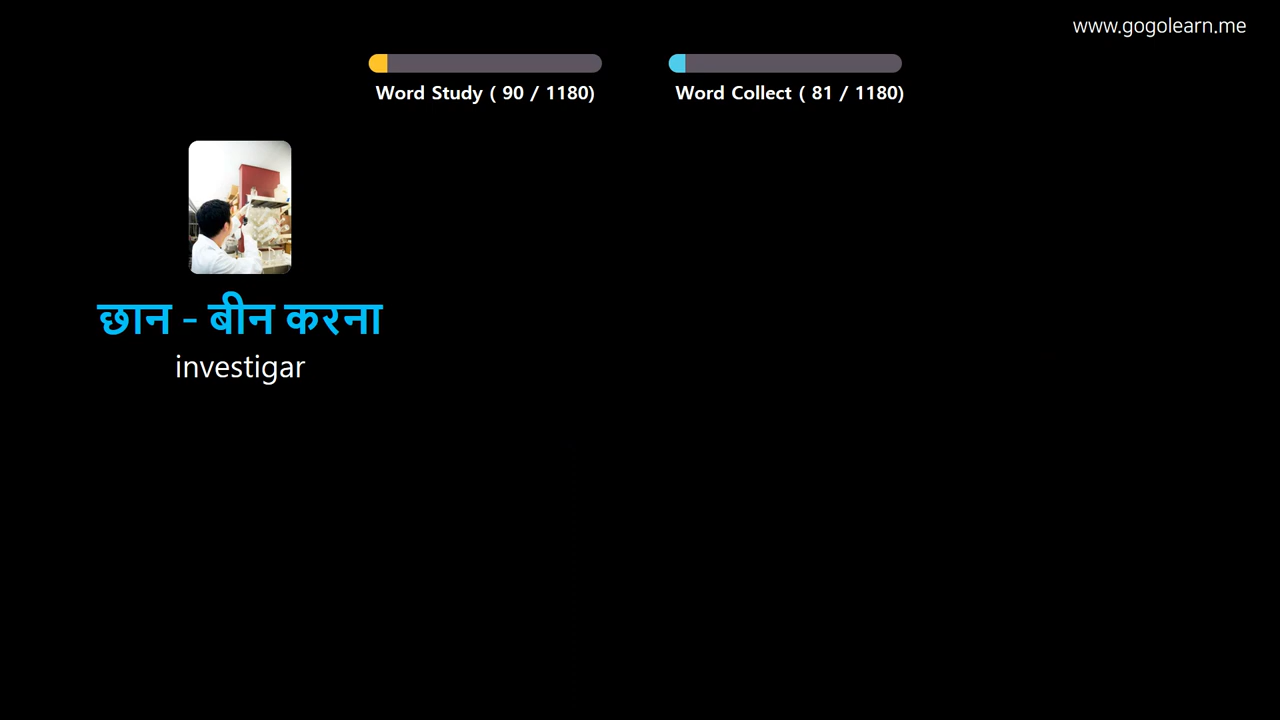 www.gogolearn.me
Word Study ( 90 / 1180)
Word Collect ( 81 / 1180)
छान - बीन करना
investigar